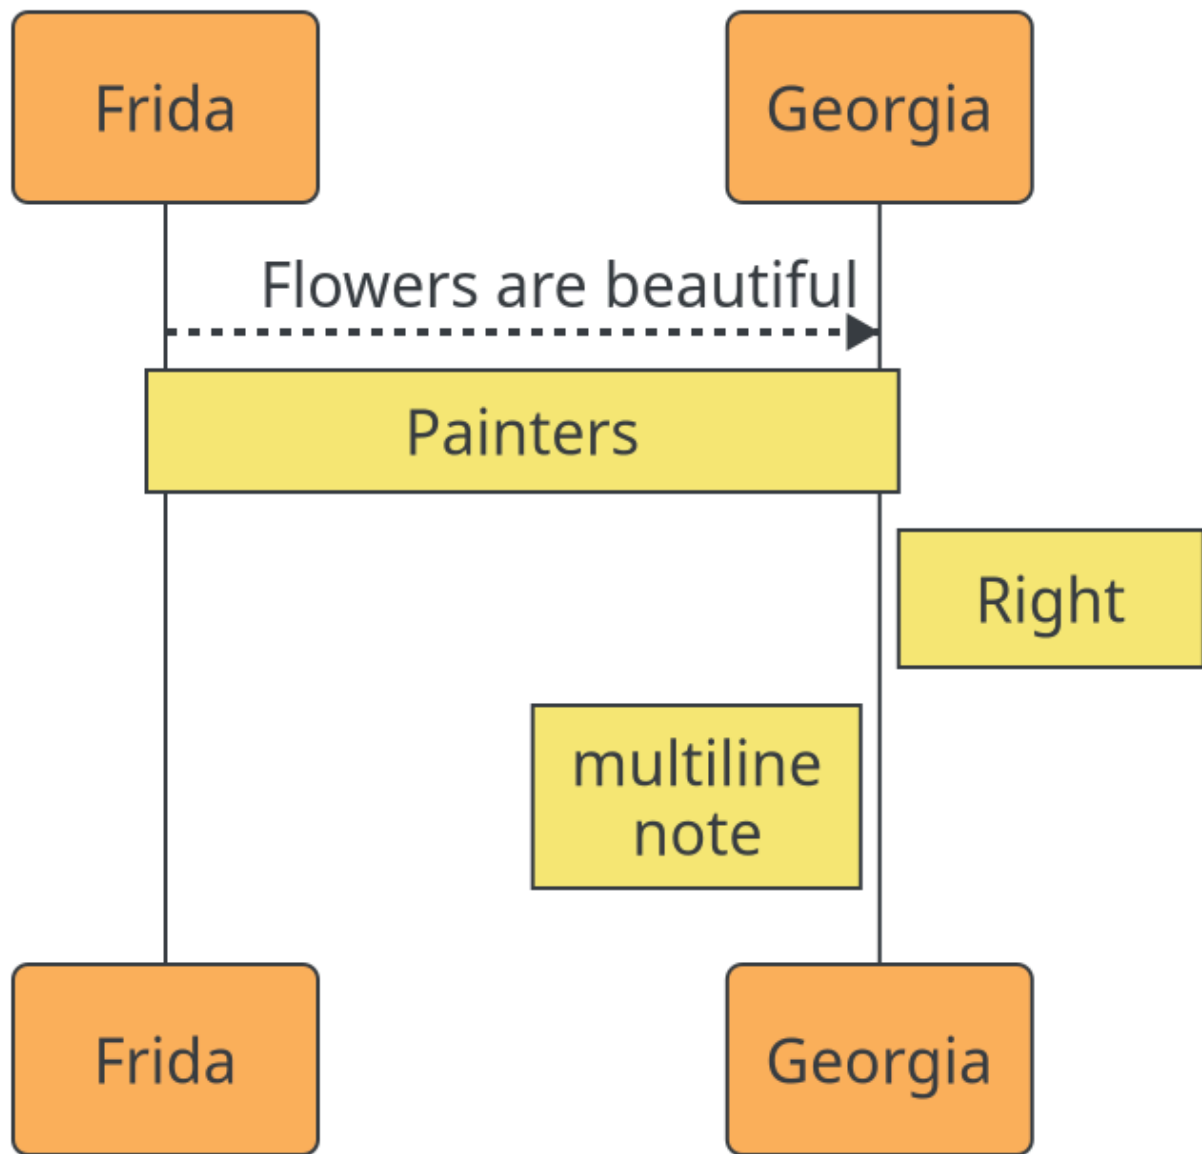 Frida
Georgia
Flowers are beautiful
Painters
Right
multiline
note
Frida
Georgia